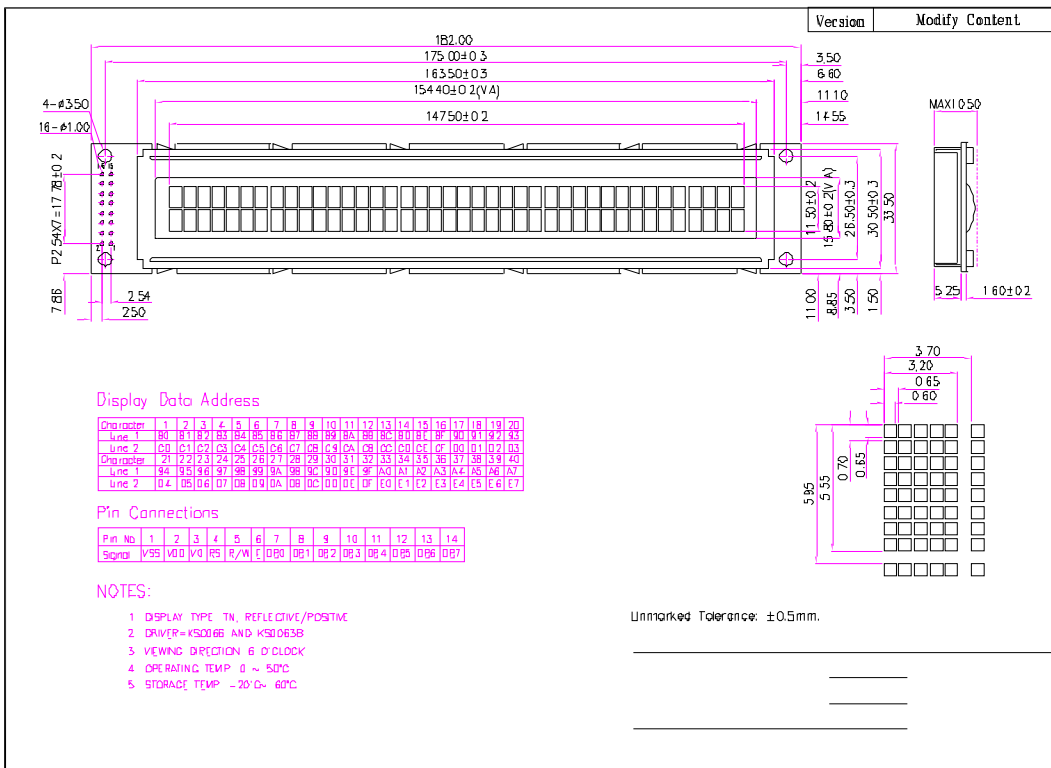 Version Modify Content
182.00
175.00±0.3
163.50±0.3
154.40±0.2(V.A)
147.50±0.2
3.50
6.60
11.10
14.55
4-ø3.50
16-ø1.00
P2.54X7=17.78±0.2
7.86
2.54
2.50
11.50±0.2
15.80±0.2(V.A)
26.50±0.3
30.50±0.3
33.50
11.00
8.85
3.50
1.50
MAX10.50
5.25
1.60±0.2
3.70
3.20
0.65
0.60
5.95
5.55
0.70
0.65
Display Data Address
Character 1 2 3 4 5 6 7 8 9 10 11 12 13 14 15 16 17 18 19 20
Line 1 80 81 82 83 84 85 86 87 88 89 8A 8B 8C 8D 8E 8F 90 91 92 93
Line 2 C0 C1 C2 C3 C4 C5 C6 C7 C8 C9 CA CB CC CD CE CF D0 D1 D2 D3
Character 21 22 23 24 25 26 27 28 29 30 31 32 33 34 35 36 37 38 39 40
Line 1 94 95 96 97 98 99 9A 9B 9C 9D 9E 9F A0 A1 A2 A3 A4 A5 A6 A7
Line 2 D4 D5 D6 D7 D8 D9 DA DB DC DD DE DF E0 E1 E2 E3 E4 E5 E6 E7
Pin Connections
Pin No. 1 2 3 4 5 6 7 8 9 10 11 12 13 14
Signal VSS VDD V0 RS R/W E DB0 DB1 DB2 DB3 DB4 DB5 DB6 DB7
NOTES:
1 DISPLAY TYPE TN, REFLECTIVE/POSITIVE
2 DRIVER=KS0066 AND KS0063B
3 VIEWING DIRECTION 6 O'CLOCK
4 OPERATING TEMP 0 ~ 50°C
5 STORAGE TEMP -20°C~ 60°C
Unmarked Tolerance: ±0.5mm.